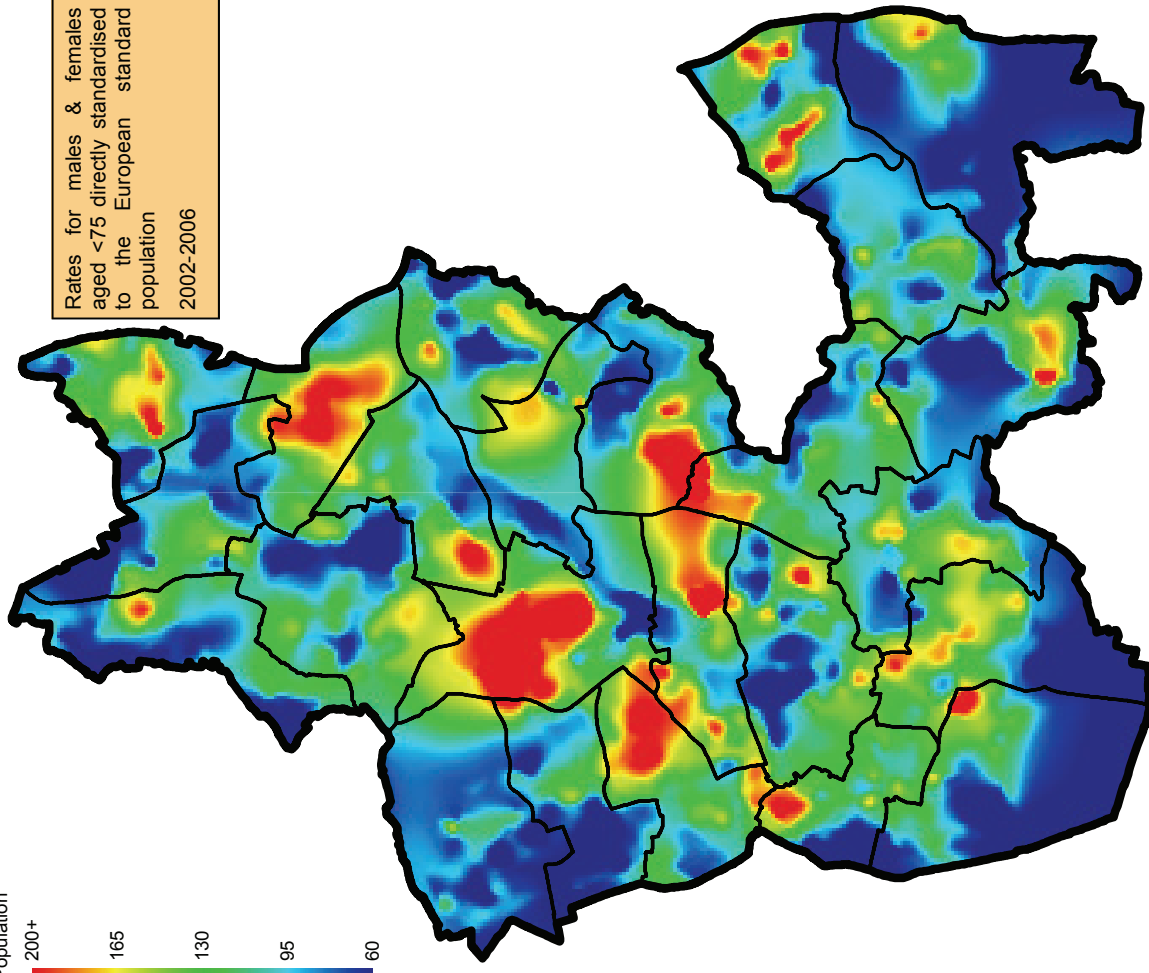 Rates for males & females
aged <75 directly standardised
to the European standard
population
2002-2006
200+
165
130
95
60